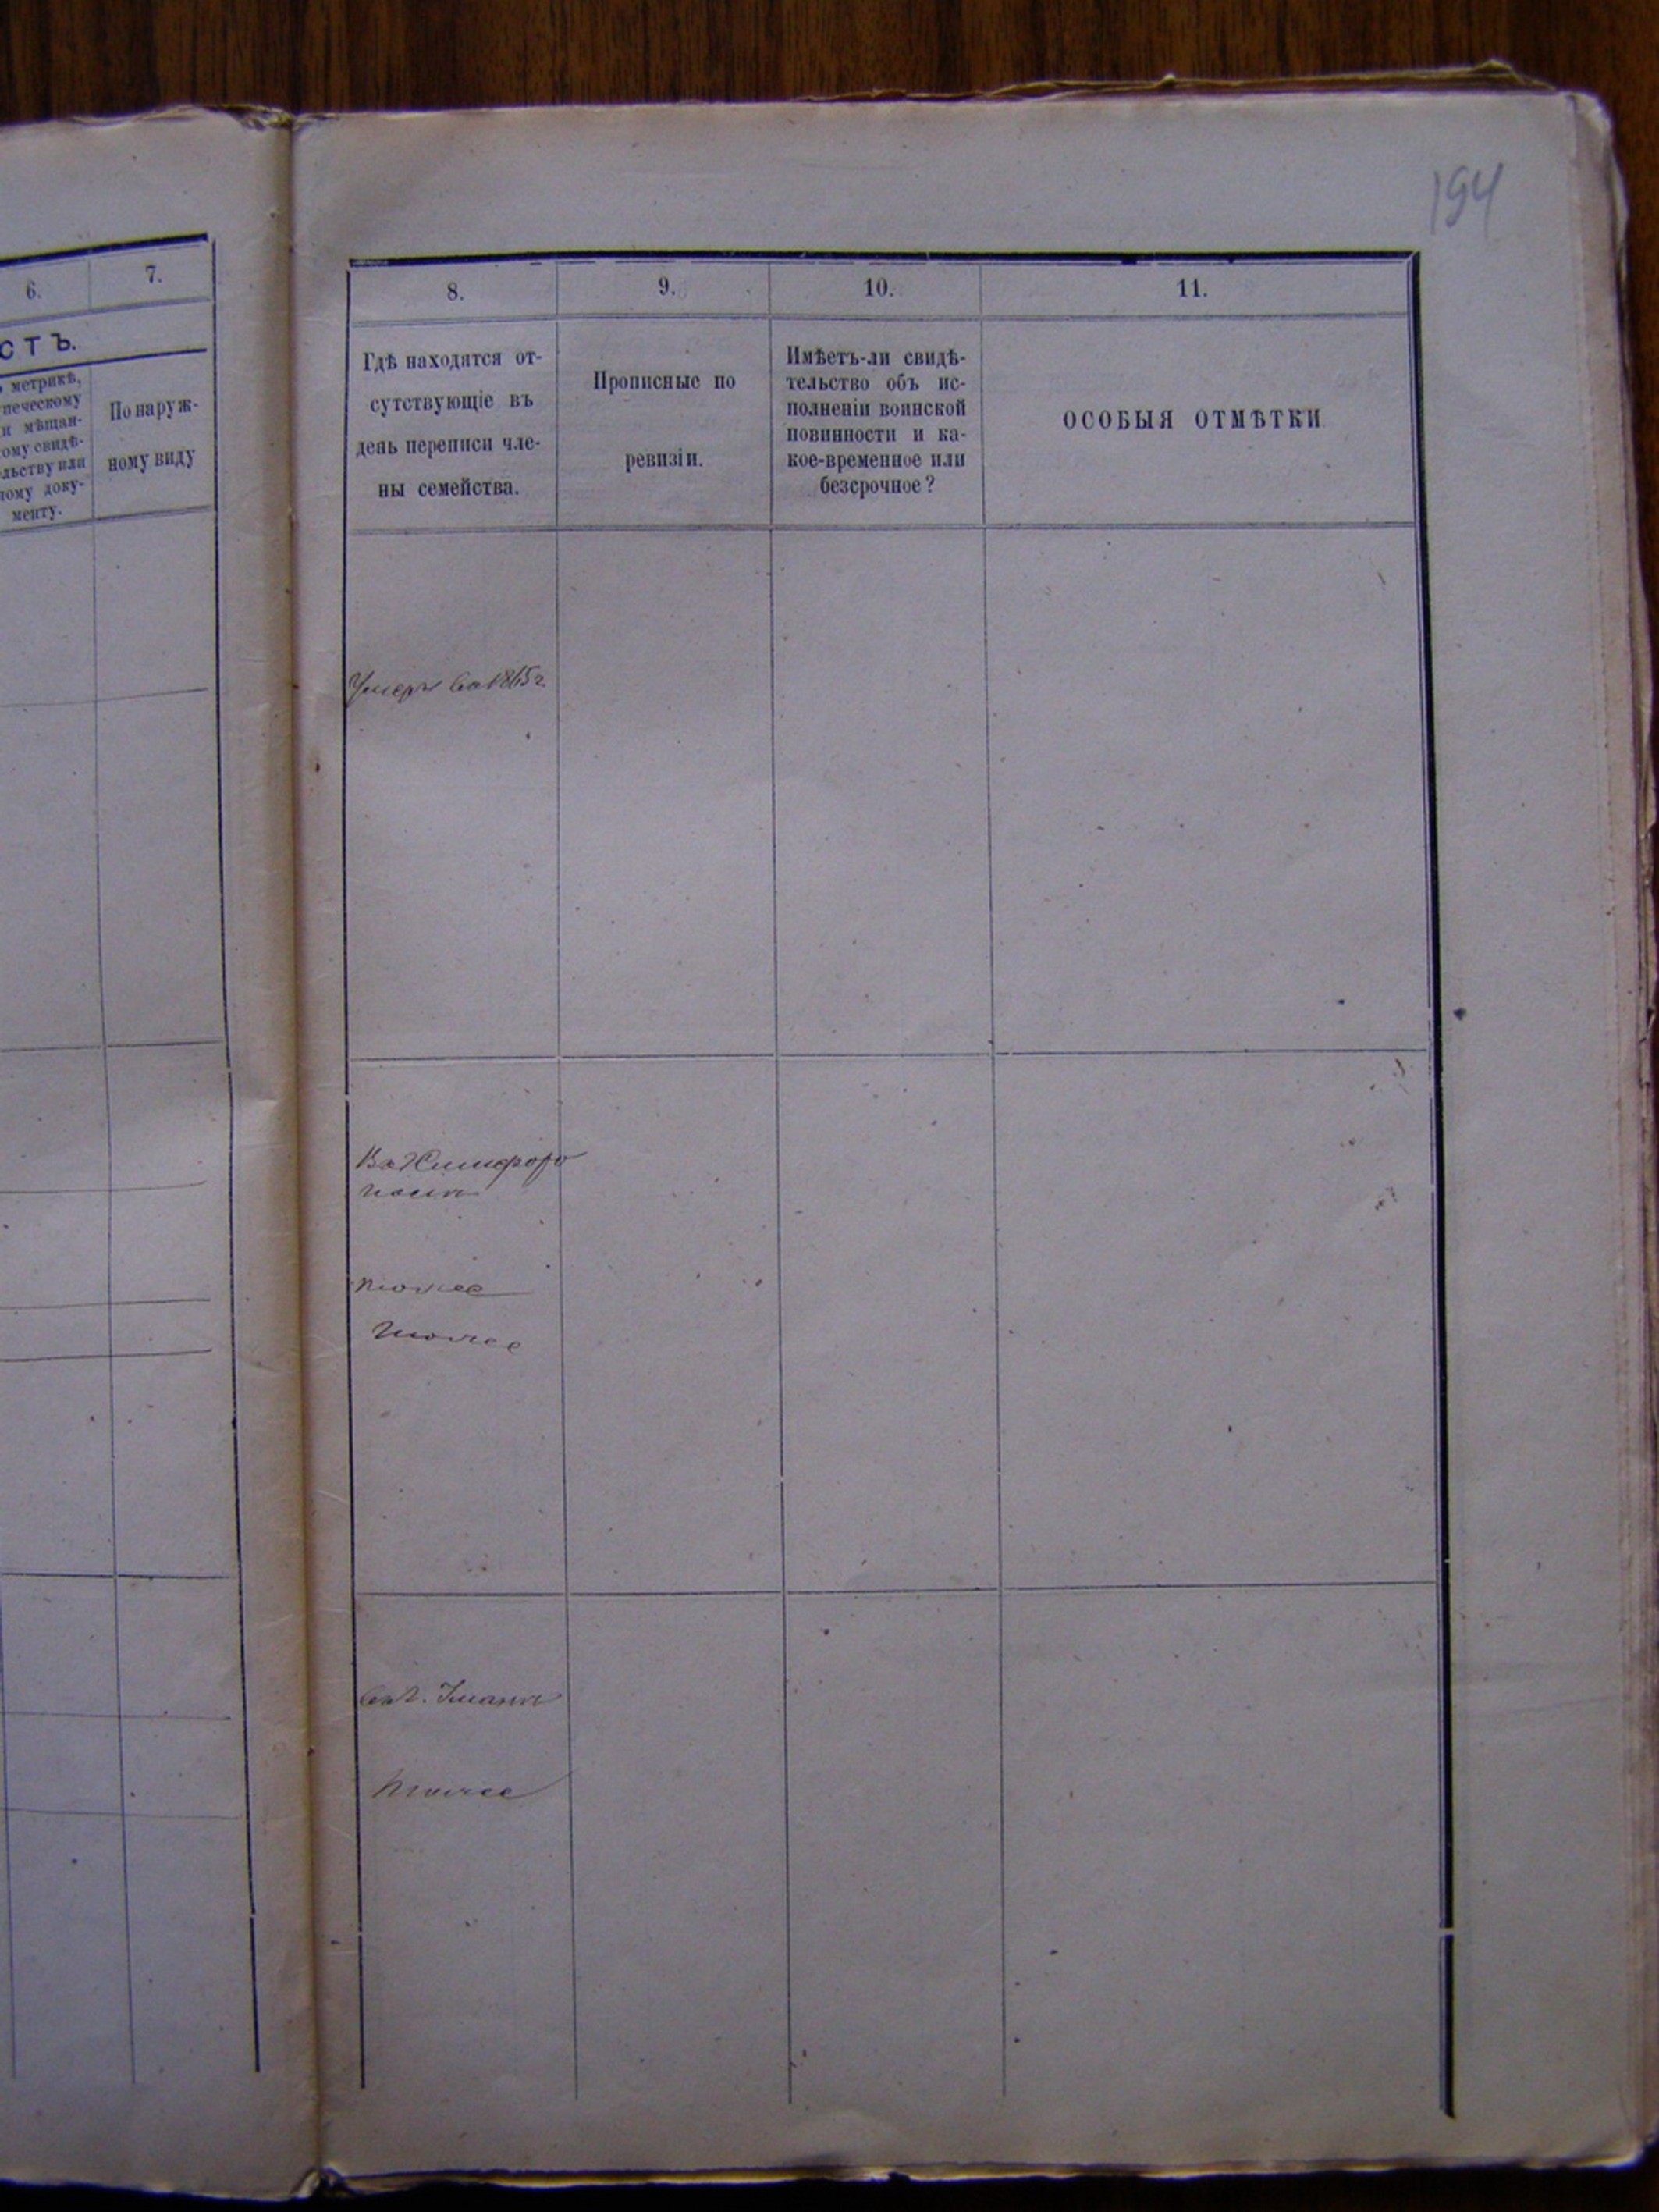 194
6.
7.
СТЪ.
метрикѣ,
печескому
и мѣщан-
ому свидѣ-
льству или
тому доку-
менту.
По наруж-
ному виду
8.
9.
10.
11.
Гдѣ находятся от-
сутствующіе въ
день переписи чле-
ны семейства.
Прописные по
ревизіи.
Имѣетъ-ли свидѣ-
тельство объ ис-
полненіи воинской
повинности и ка-
кое-временное или
безсрочное?
ОСОБЫЯ ОТМѢТКИ
Умеръ въ 1865 г
Въ Симферо
полѣ
тоже
тоже
тоже